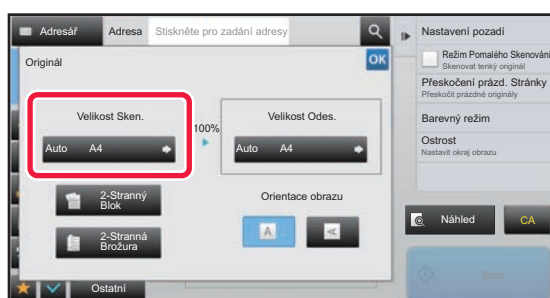 Adresář
Adresa
Stiskněte pro zadání adresy
Originál
OK
Velikost Sken.
Auto A4
100%
Velikost Odes.
Auto A4
2-Stranný
Blok
2-Stranná
Brožura
Orientace obrazu
A
A
Ostatní
Nastavení pozadí
Režim Pomalého Skenování
Skenovat tenký originál
Přeskočení prázd. Stránky
Přeskočit prázdné originály
Barevný režim
Ostrost
Nastavit okraj obrazu
Náhled
CA
Start